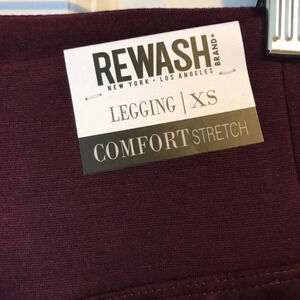 REWASH
BRAND®
NEW YORK • LOS ANGELES
LEGGING | XS
COMFORT STRETCH